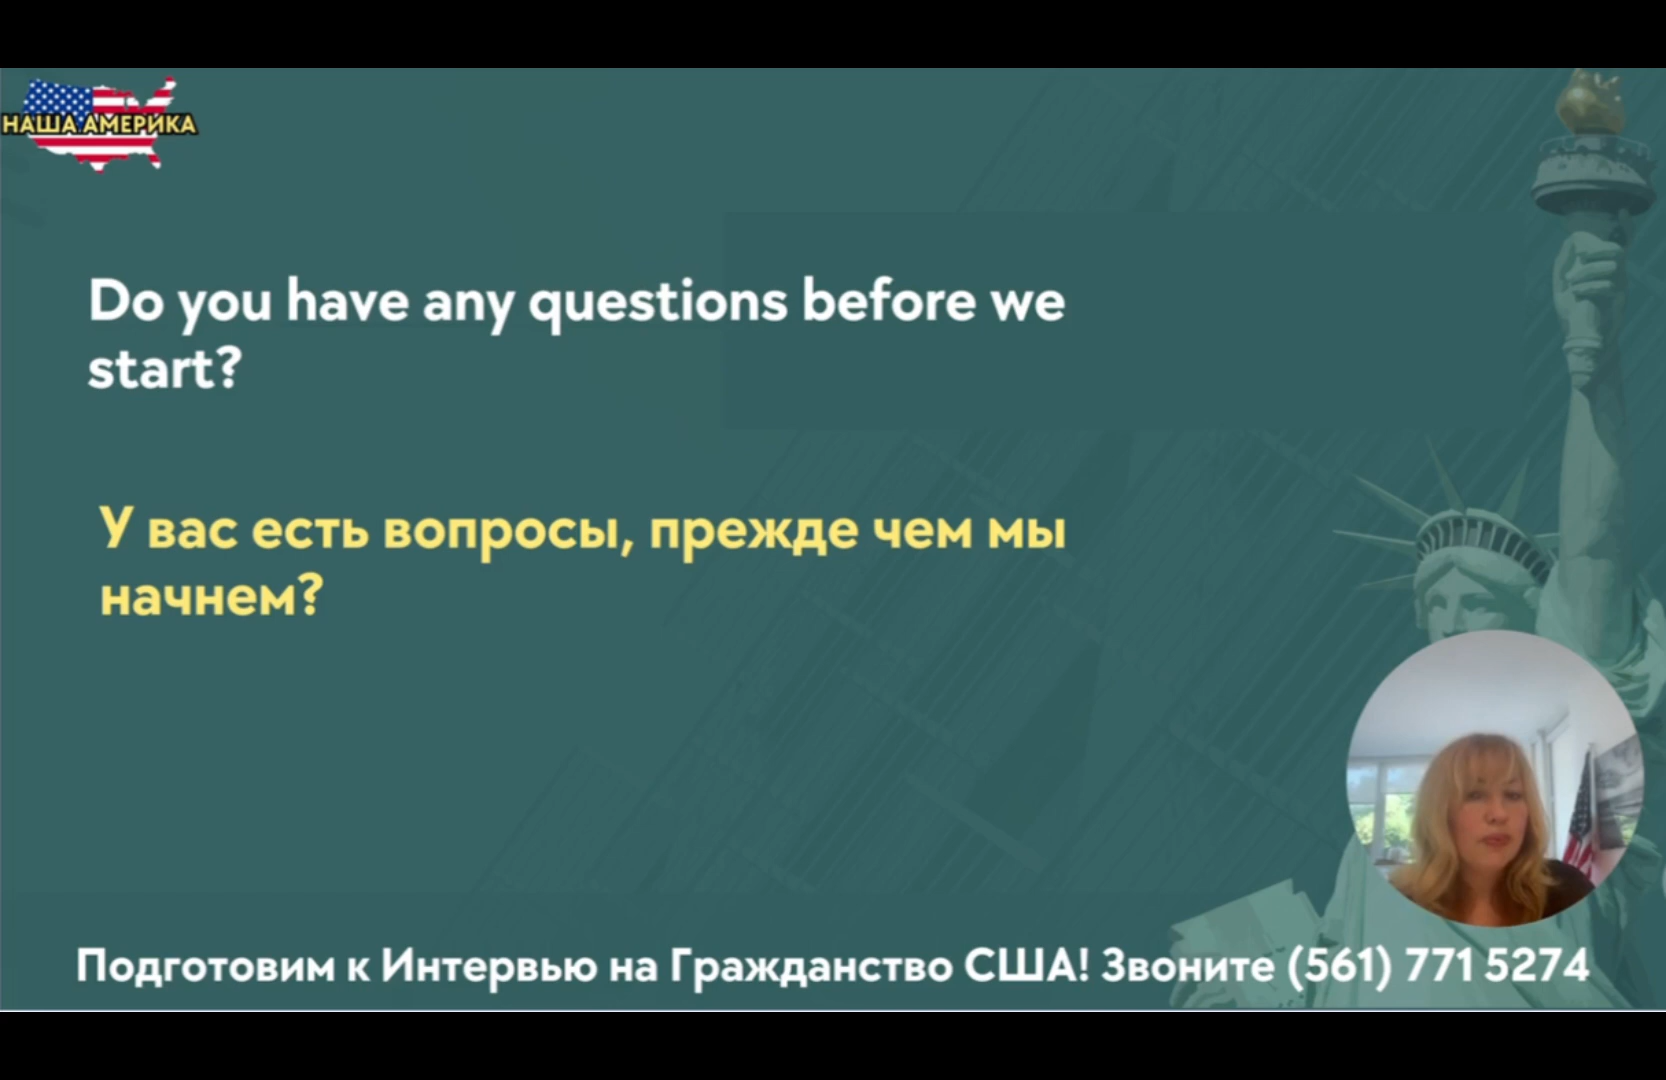 НАША АМЕРИКА
Do you have any questions before we
start?
У вас есть вопросы, прежде чем мы
начнем?
Подготовим к Интервью на Гражданство США! Звоните (561) 771 5274